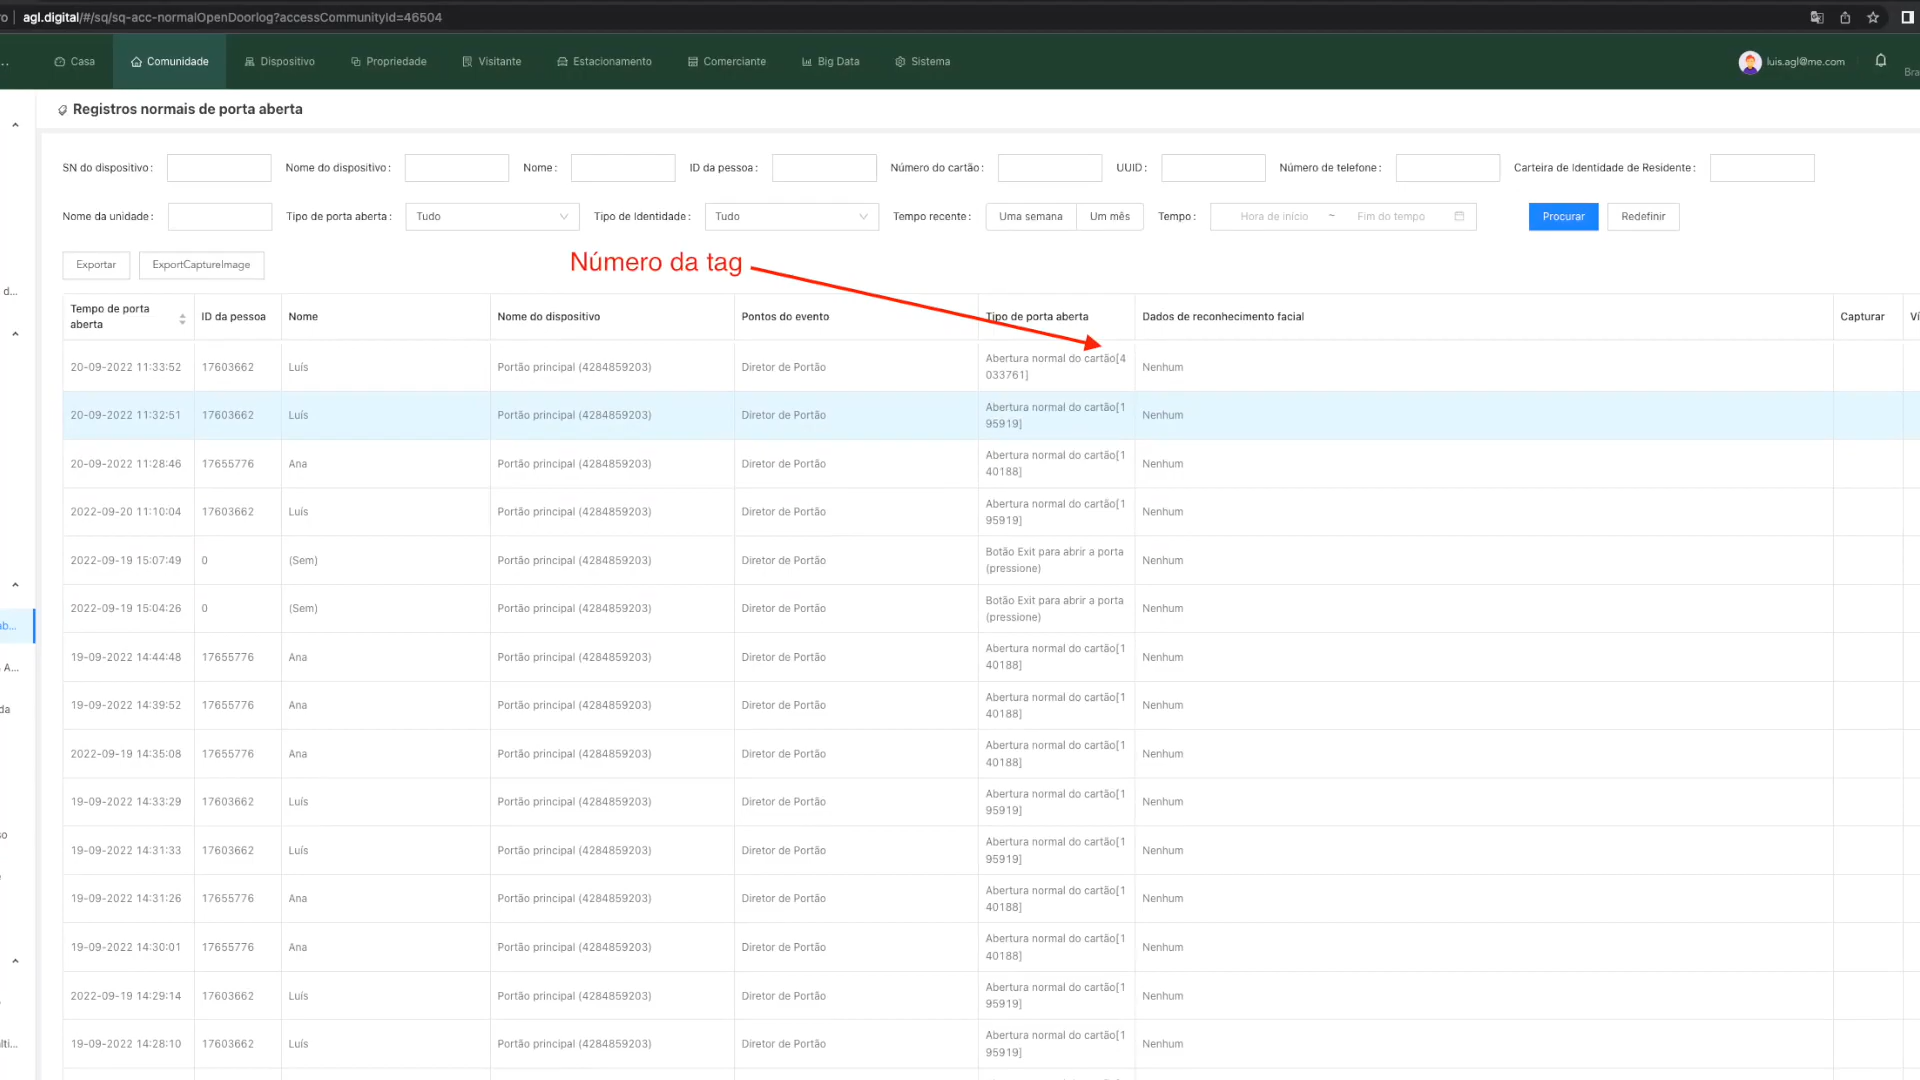 agl.digital/#/sq/sq-acc-normalOpenDoorlog?accessCommunityId=46504
Casa Comunidade Dispositivo Propriedade Visitante Estacionamento Comerciante Big Data Sistema luis.agl@me.com
Registros normais de porta aberta
SN do dispositivo: Nome do dispositivo: Nome: ID da pessoa: Número do cartão: UUID: Número de telefone: Carteira de Identidade de Residente:
Nome da unidade: Tipo de porta aberta: Tudo Tipo de Identidade: Tudo Tempo recente: Uma semana Um mês Tempo: Hora de início ~ Fim do tempo Procurar Redefinir
Exportar ExportCaptureImage
Número da tag
Tempo de porta
aberta
ID da pessoa Nome Nome do dispositivo Pontos do evento Tipo de porta aberta Dados de reconhecimento facial Capturar
20-09-2022 11:33:52 17603662 Luís Portão principal (4284859203) Diretor de Portão Abertura normal do cartão[4
033761] Nenhum
20-09-2022 11:32:51 17603662 Luís Portão principal (4284859203) Diretor de Portão Abertura normal do cartão[1
95919] Nenhum
20-09-2022 11:28:46 17655776 Ana Portão principal (4284859203) Diretor de Portão Abertura normal do cartão[1
40188] Nenhum
2022-09-20 11:10:04 17603662 Luís Portão principal (4284859203) Diretor de Portão Abertura normal do cartão[1
95919] Nenhum
2022-09-19 15:07:49 0 (Sem) Portão principal (4284859203) Diretor de Portão Botão Exit para abrir a porta
(pressione) Nenhum
2022-09-19 15:04:26 0 (Sem) Portão principal (4284859203) Diretor de Portão Botão Exit para abrir a porta
(pressione) Nenhum
19-09-2022 14:44:48 17655776 Ana Portão principal (4284859203) Diretor de Portão Abertura normal do cartão[1
40188] Nenhum
19-09-2022 14:39:52 17655776 Ana Portão principal (4284859203) Diretor de Portão Abertura normal do cartão[1
40188] Nenhum
2022-09-19 14:35:08 17655776 Ana Portão principal (4284859203) Diretor de Portão Abertura normal do cartão[1
40188] Nenhum
19-09-2022 14:33:29 17603662 Luís Portão principal (4284859203) Diretor de Portão Abertura normal do cartão[1
95919] Nenhum
19-09-2022 14:31:33 17603662 Luís Portão principal (4284859203) Diretor de Portão Abertura normal do cartão[1
95919] Nenhum
19-09-2022 14:31:26 17655776 Ana Portão principal (4284859203) Diretor de Portão Abertura normal do cartão[1
40188] Nenhum
19-09-2022 14:30:01 17655776 Ana Portão principal (4284859203) Diretor de Portão Abertura normal do cartão[1
40188] Nenhum
2022-09-19 14:29:14 17603662 Luís Portão principal (4284859203) Diretor de Portão Abertura normal do cartão[1
95919] Nenhum
19-09-2022 14:28:10 17603662 Luís Portão principal (4284859203) Diretor de Portão Abertura normal do cartão[1
95919] Nenhum